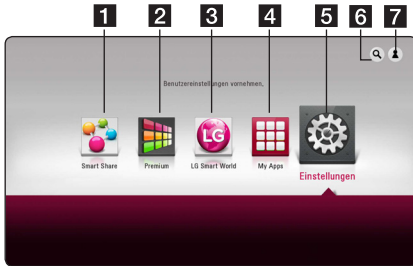 1 2 3 4 5 6 7
Benutzereinstellungen vornehmen.
LG
Smart Share Premium LG Smart World My Apps Einstellungen